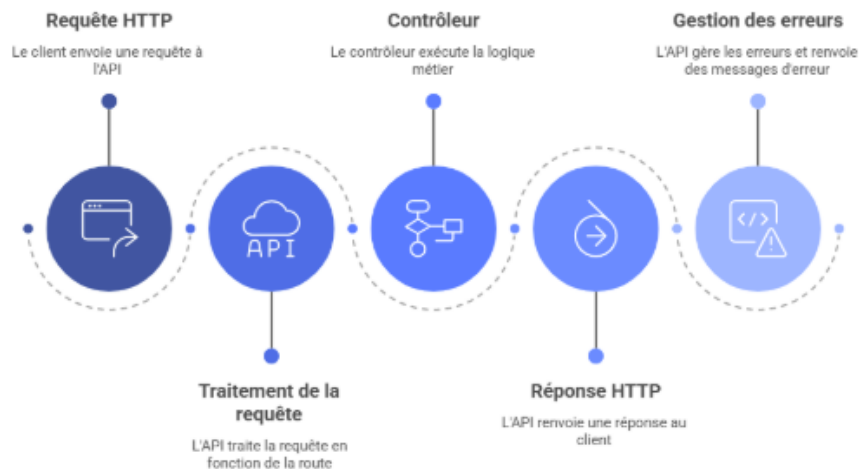 Requête HTTP
Le client envoie une requête à
l'API
Contrôleur
Le contrôleur exécute la logique
métier
Gestion des erreurs
L'API gère les erreurs et renvoie
des messages d'erreur
API
</>
Traitement de la
requête
L'API traite la requête en
fonction de la route
Réponse HTTP
L'API renvoie une réponse au
client